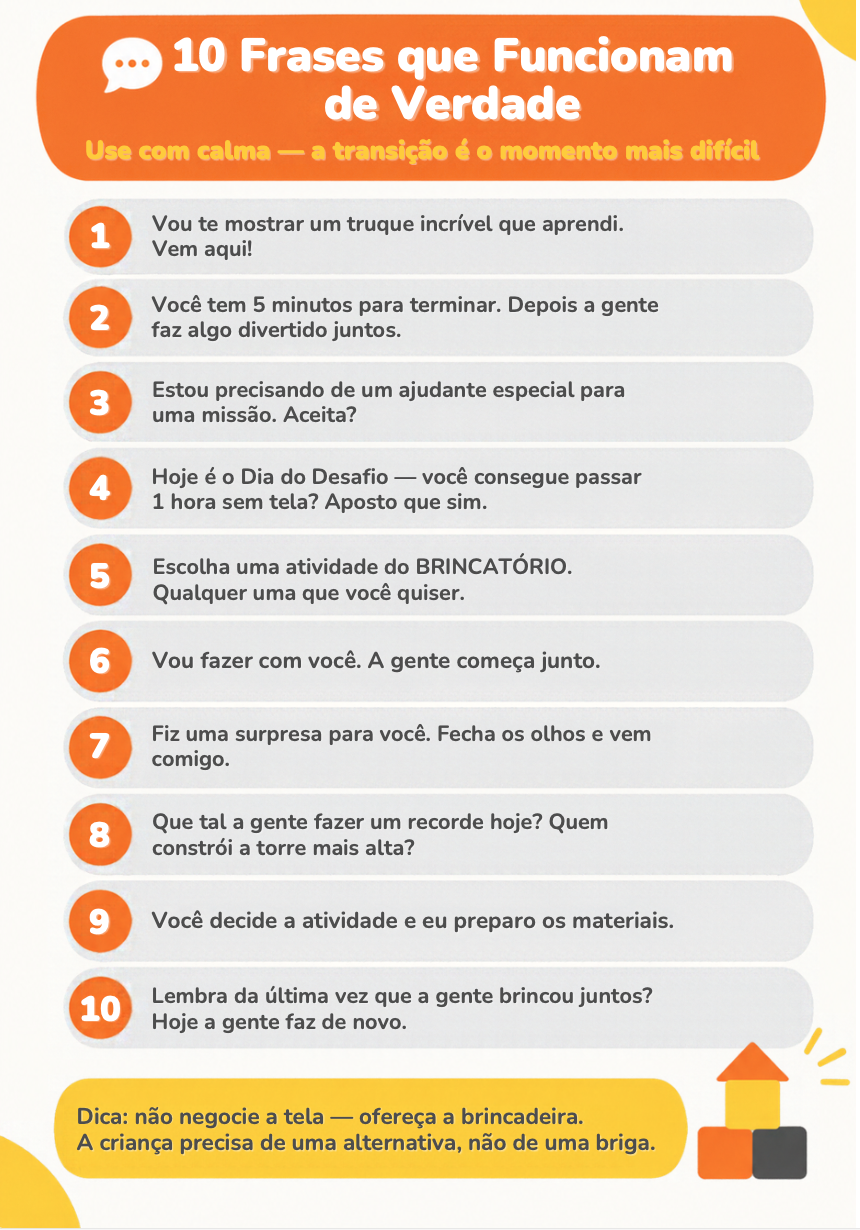 10 Frases que Funcionam
de Verdade
Use com calma — a transição é o momento mais difícil
1
Vou te mostrar um truque incrível que aprendi.
Vem aqui!
2
Você tem 5 minutos para terminar. Depois a gente
faz algo divertido juntos.
3
Estou precisando de um ajudante especial para
uma missão. Aceita?
4
Hoje é o Dia do Desafio — você consegue passar
1 hora sem tela? Aposto que sim.
5
Escolha uma atividade do BRINCATÓRIO.
Qualquer uma que você quiser.
6
Vou fazer com você. A gente começa junto.
7
Fiz uma surpresa para você. Fecha os olhos e vem
comigo.
8
Que tal a gente fazer um recorde hoje? Quem
constrói a torre mais alta?
9
Você decide a atividade e eu preparo os materiais.
10
Lembra da última vez que a gente brincou juntos?
Hoje a gente faz de novo.
Dica: não negocie a tela — ofereça a brincadeira.
A criança precisa de uma alternativa, não de uma briga.